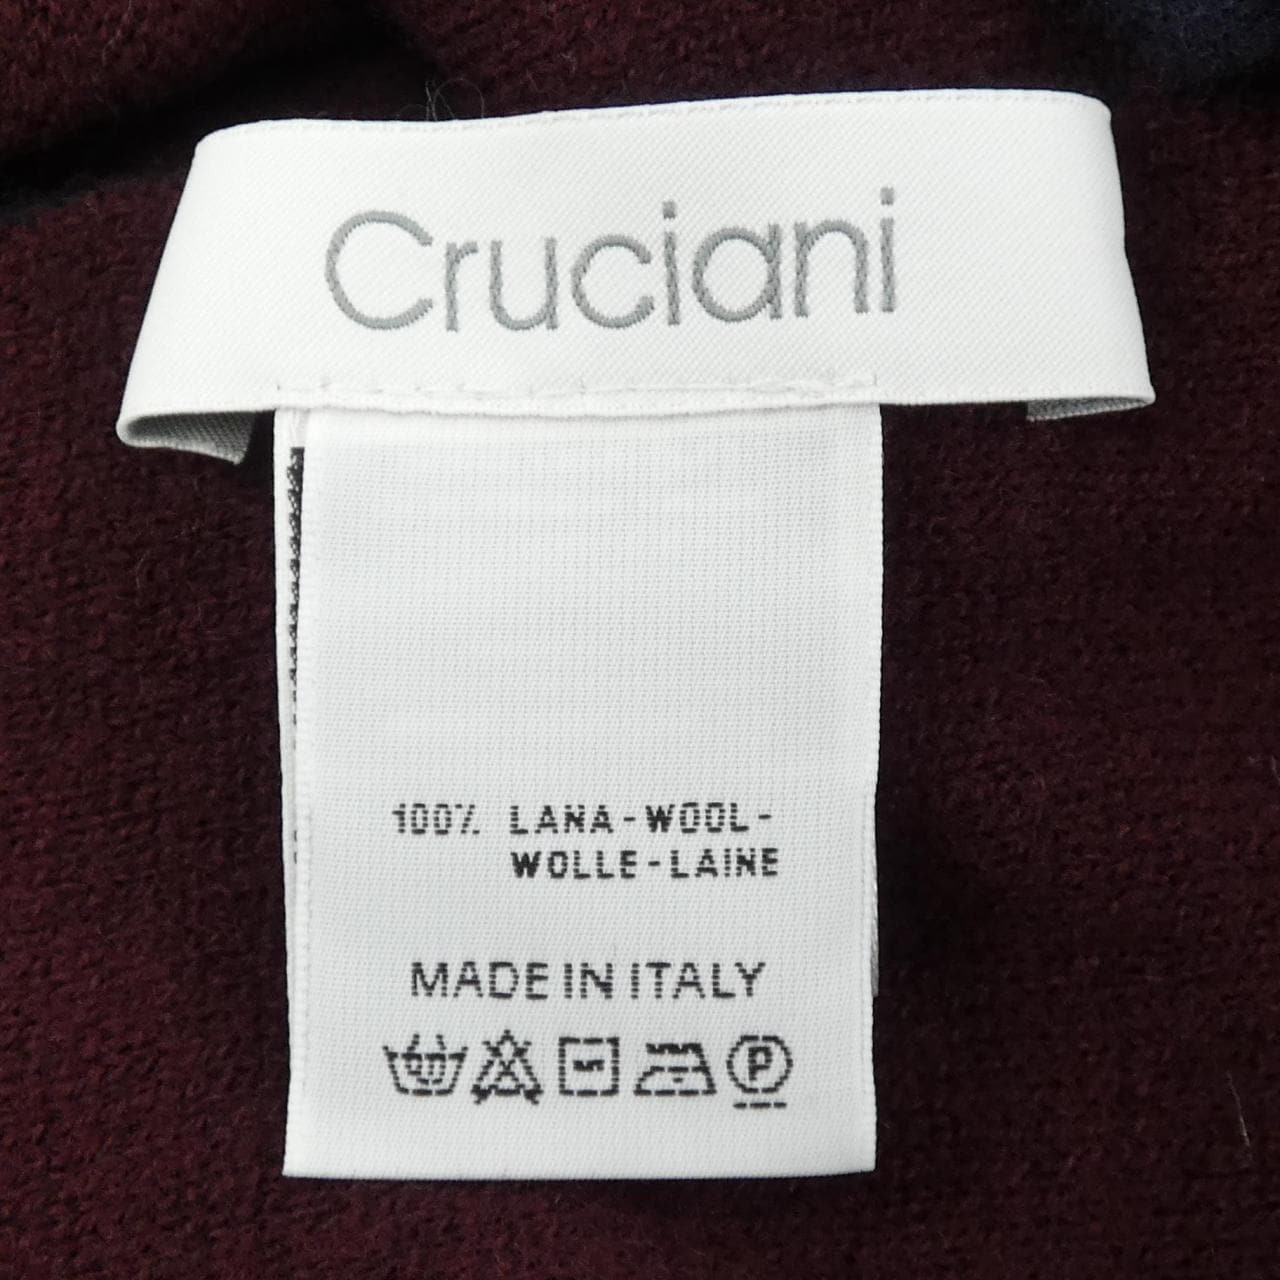 Cruciani
100% LANA-WOOL-
WOLLE-LAINE
MADE IN ITALY
P